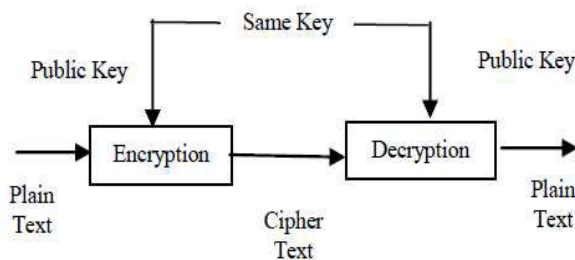 Same Key
Public Key
Public Key
Encryption
Decryption
Plain
Text
Cipher
Text
Plain
Text